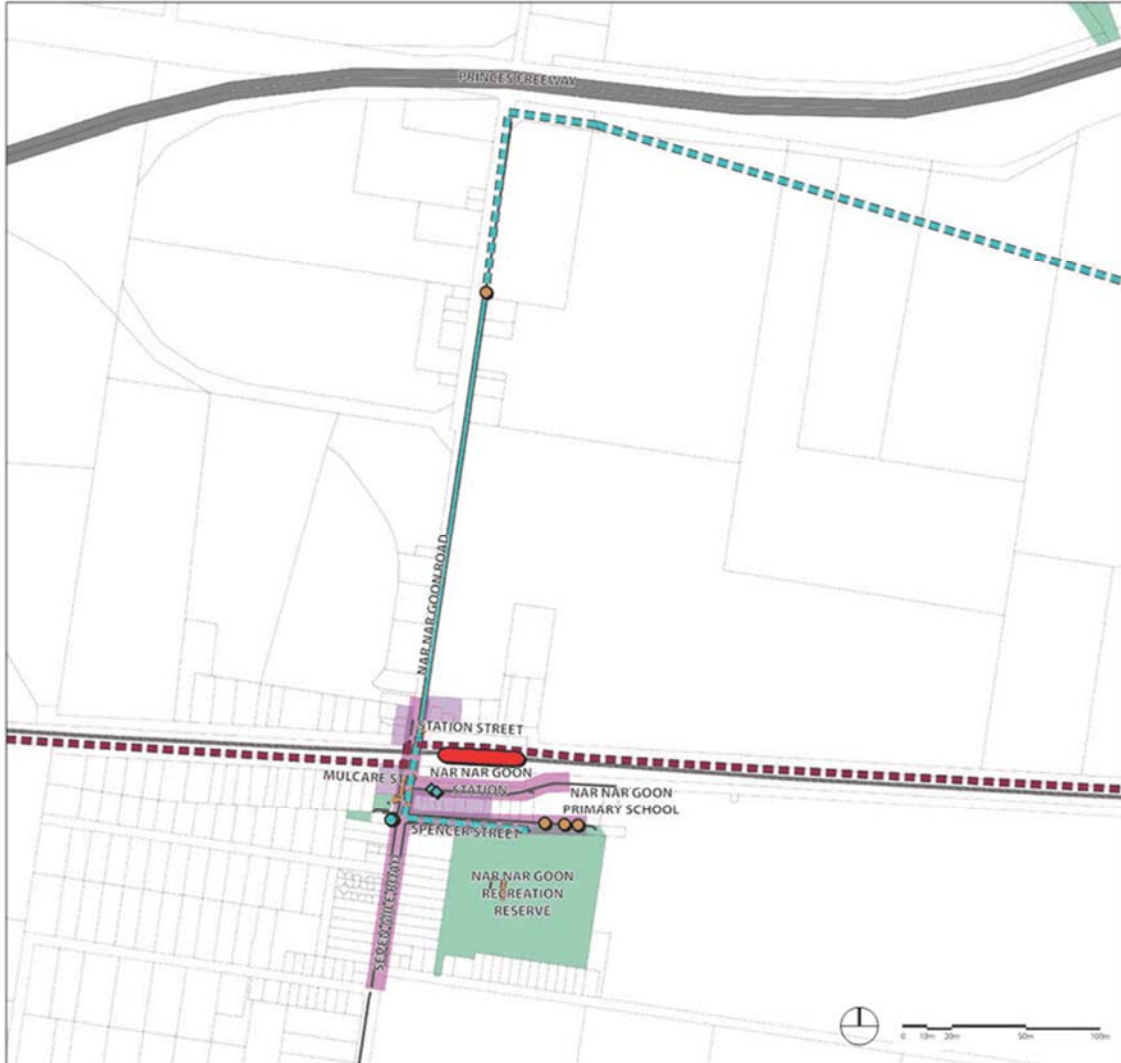 PRINCES FREEWAY
NAR NAR GOON ROAD
STATION STREET
MULCARE ST
NAR NAR GOON
STATION
NAR NAR GOON
PRIMARY SCHOOL
SPENCER STREET
SEVEN MILE ROAD
NAR NAR GOON
RECREATION
RESERVE
0 10m 20m 50m 100m